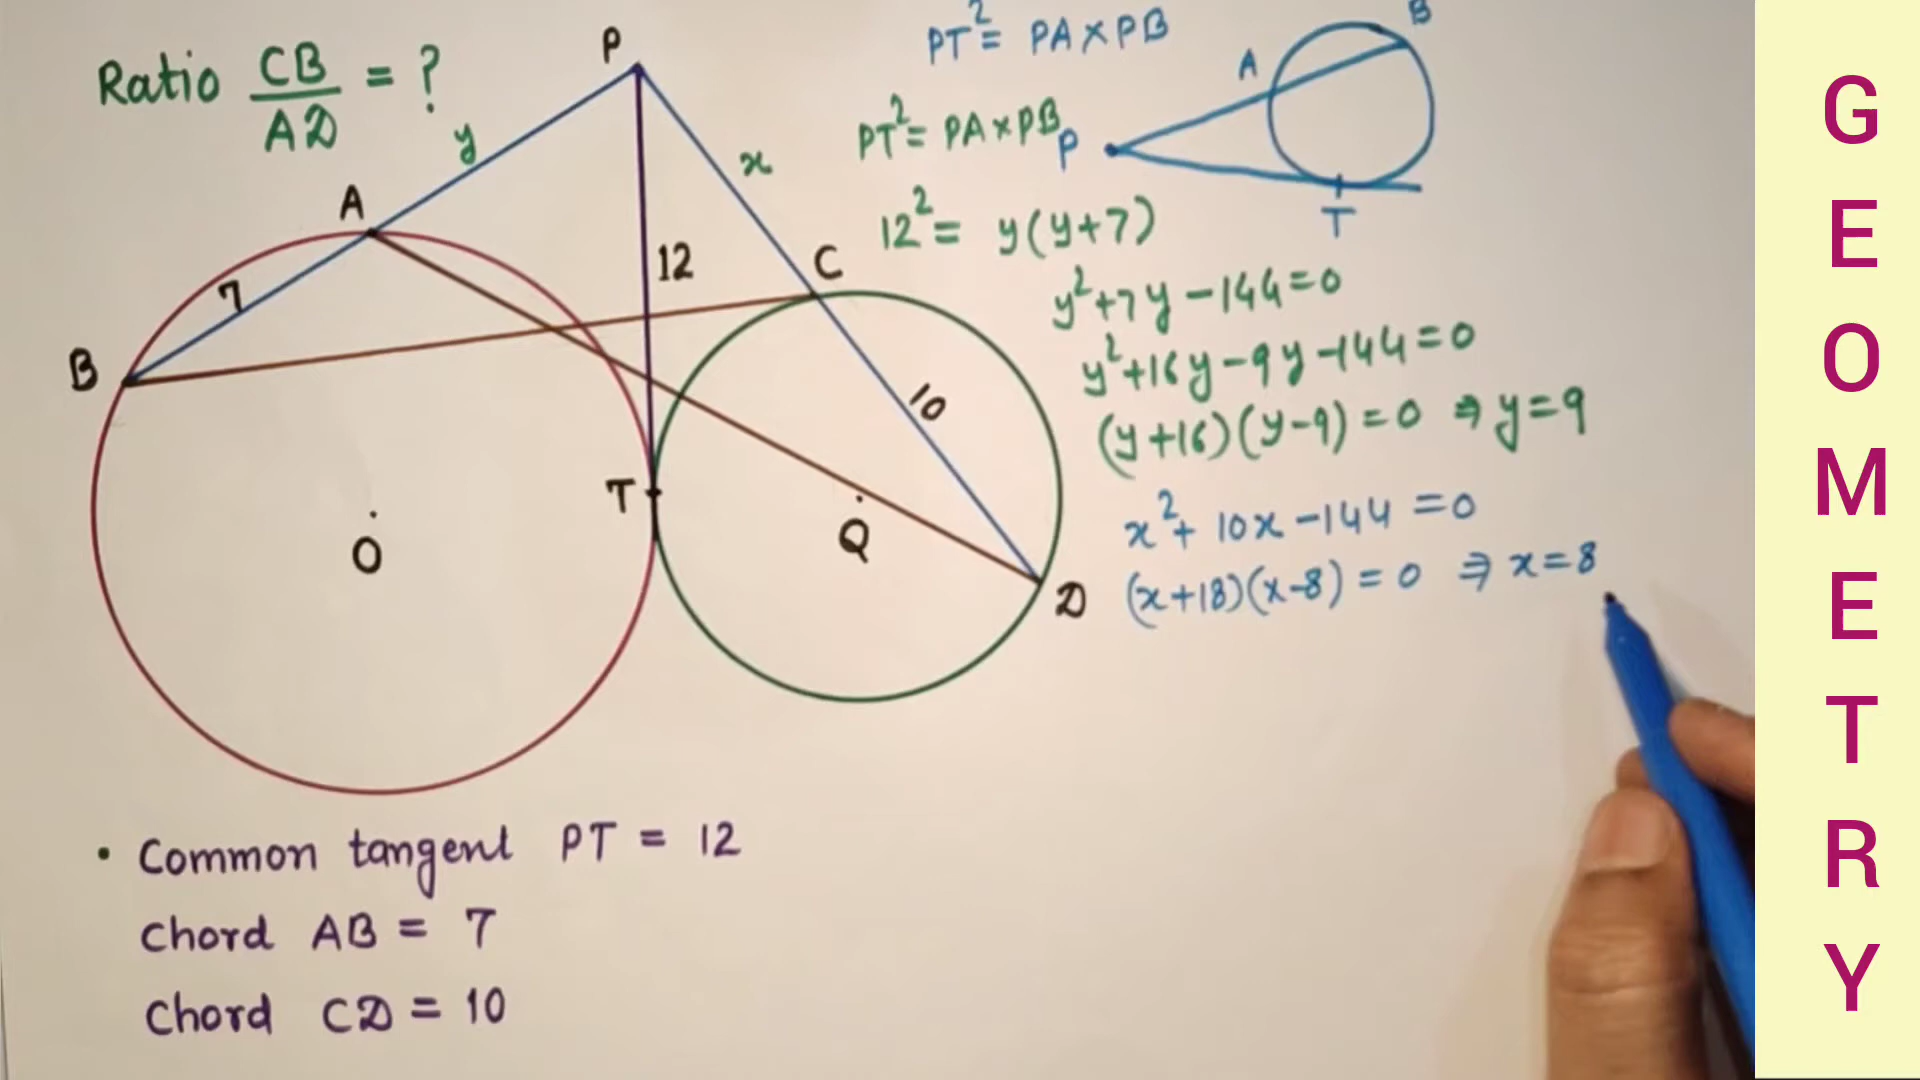 Ratio CB/AD = ?
P
y
x
A
7
12
C
B
10
T
O
Q
D
PT² = PA×PB
A
B
P
T
PT² = PA×PB
12² = y(y+7)
y²+7y-144=0
y²+16y-9y-144=0
(y+16)(y-9)=0 ⇒ y=9
x²+10x-144=0
(x+18)(x-8)=0 ⇒ x=8
• Common tangent PT = 12
Chord AB = 7
Chord CD = 10
GEOMETRY